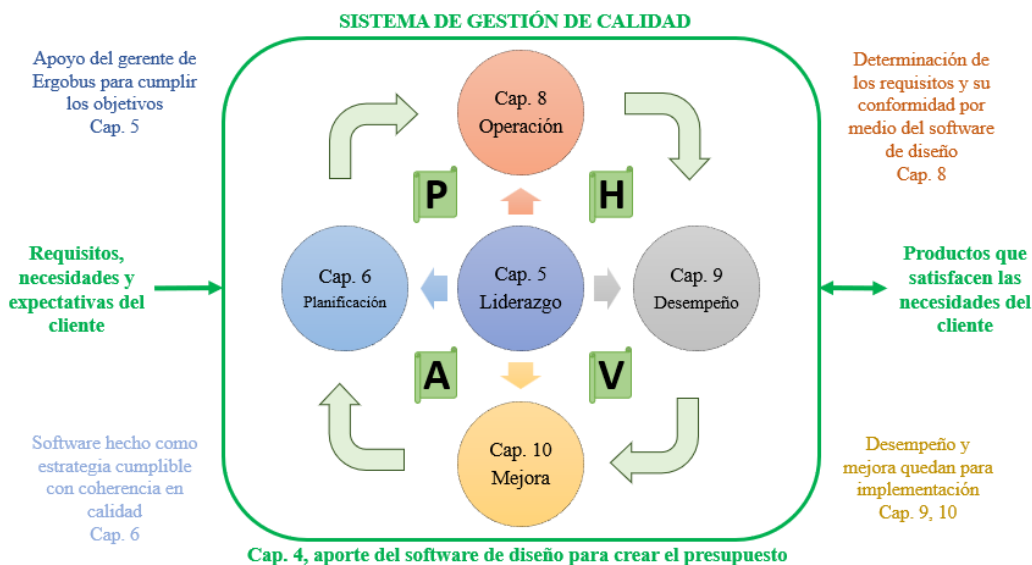 SISTEMA DE GESTIÓN DE CALIDAD
Apoyo del gerente de
Ergobus para cumplir
los objetivos
Cap. 5
Cap. 8
Operación
Determinación de
los requisitos y su
conformidad por
medio del software
de diseño
Cap. 8
P
H
Requisitos,
necesidades y
expectativas del
cliente
Cap. 6
Planificación
Cap. 5
Liderazgo
Cap. 9
Desempeño
Productos que
satisfacen las
necesidades del
cliente
A
V
Software hecho como
estrategia cumplible
con coherencia en
calidad
Cap. 6
Cap. 10
Mejora
Desempeño y
mejora quedan para
implementación
Cap. 9, 10
Cap. 4, aporte del software de diseño para crear el presupuesto